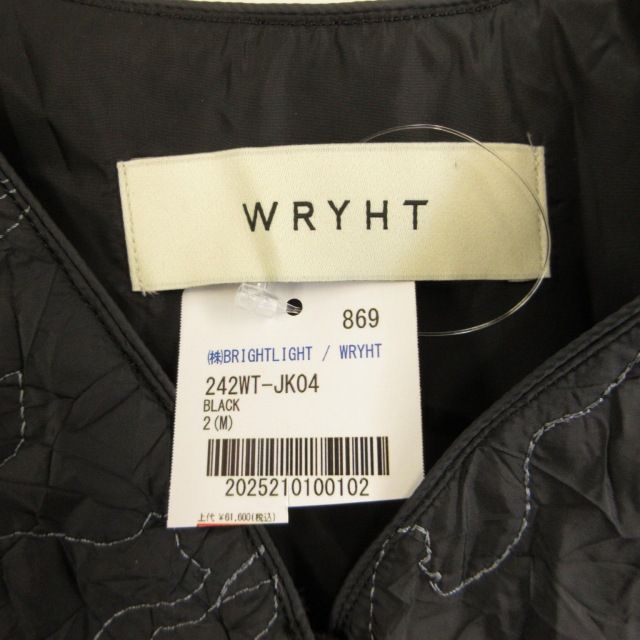 WRYHT
869
㈱BRIGHTLIGHT / WRYHT
242WT-JK04
BLACK
2(M)
2025210100102
上代 ¥61,600(税込)